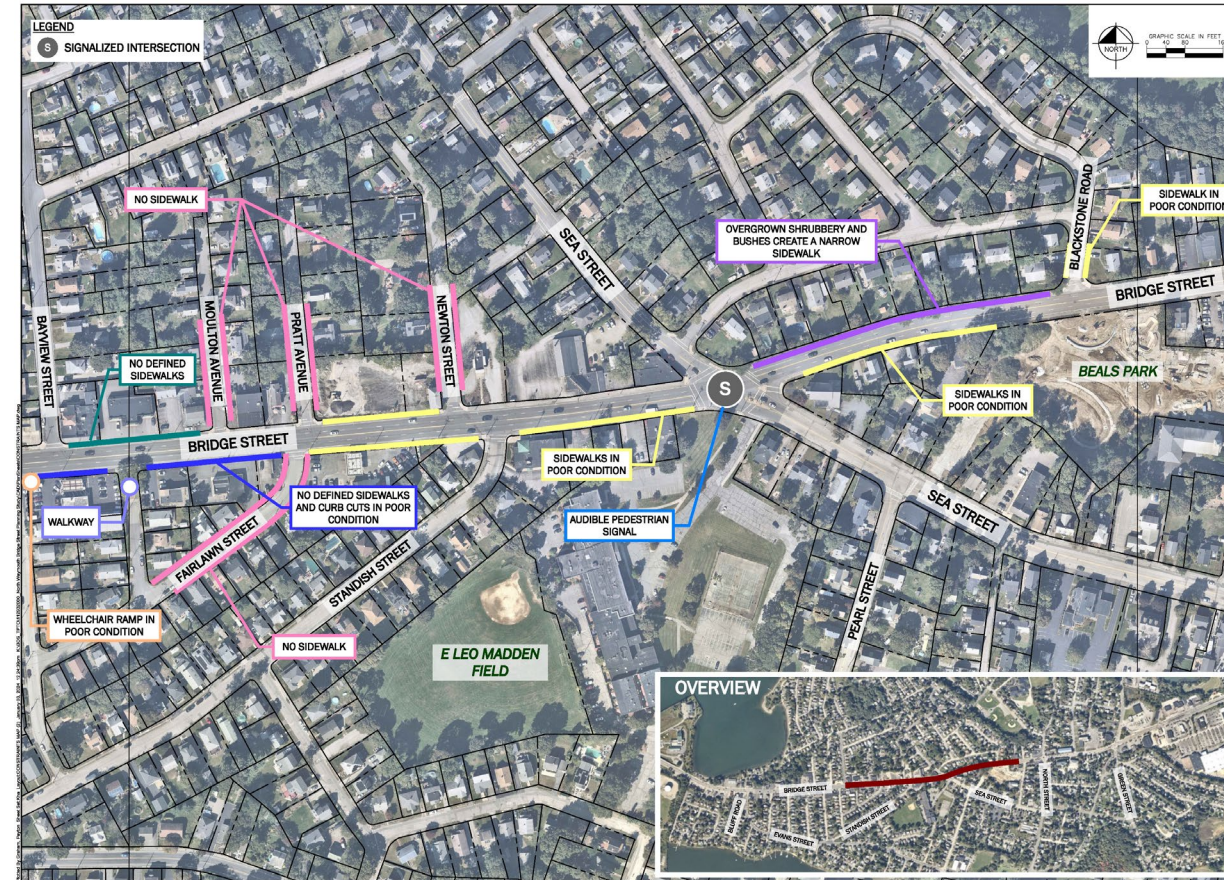 LEGEND
S SIGNALIZED INTERSECTION
NORTH
GRAPHIC SCALE IN FEET
0 40 80 16
NO SIDEWALK
SEA STREET
BLACKSTONE ROAD
SIDEWALK IN
POOR CONDITION
OVERGROWN SHRUBBERY AND
BUSHES CREATE A NARROW
SIDEWALK
BRIDGE STREET
BAYVIEW STREET
MOULTON AVENUE
PRATT AVENUE
NEWTON STREET
NO DEFINED
SIDEWALKS
S
BEALS PARK
SIDEWALKS IN
POOR CONDITION
BRIDGE STREET
SIDEWALKS IN
POOR CONDITION
WALKWAY
NO DEFINED SIDEWALKS
AND CURB CUTS IN POOR
CONDITION
AUDIBLE PEDESTRIAN
SIGNAL
SEA STREET
FAIRLAWN STREET
STANDISH STREET
PEARL STREET
WHEELCHAIR RAMP IN
POOR CONDITION
NO SIDEWALK
E LEO MADDEN
FIELD
OVERVIEW
BRIDGE STREET
BLUFF ROAD
EVANS STREET
STANDISH STREET
SEA STREET
NORTH STREET
GREEN STREET